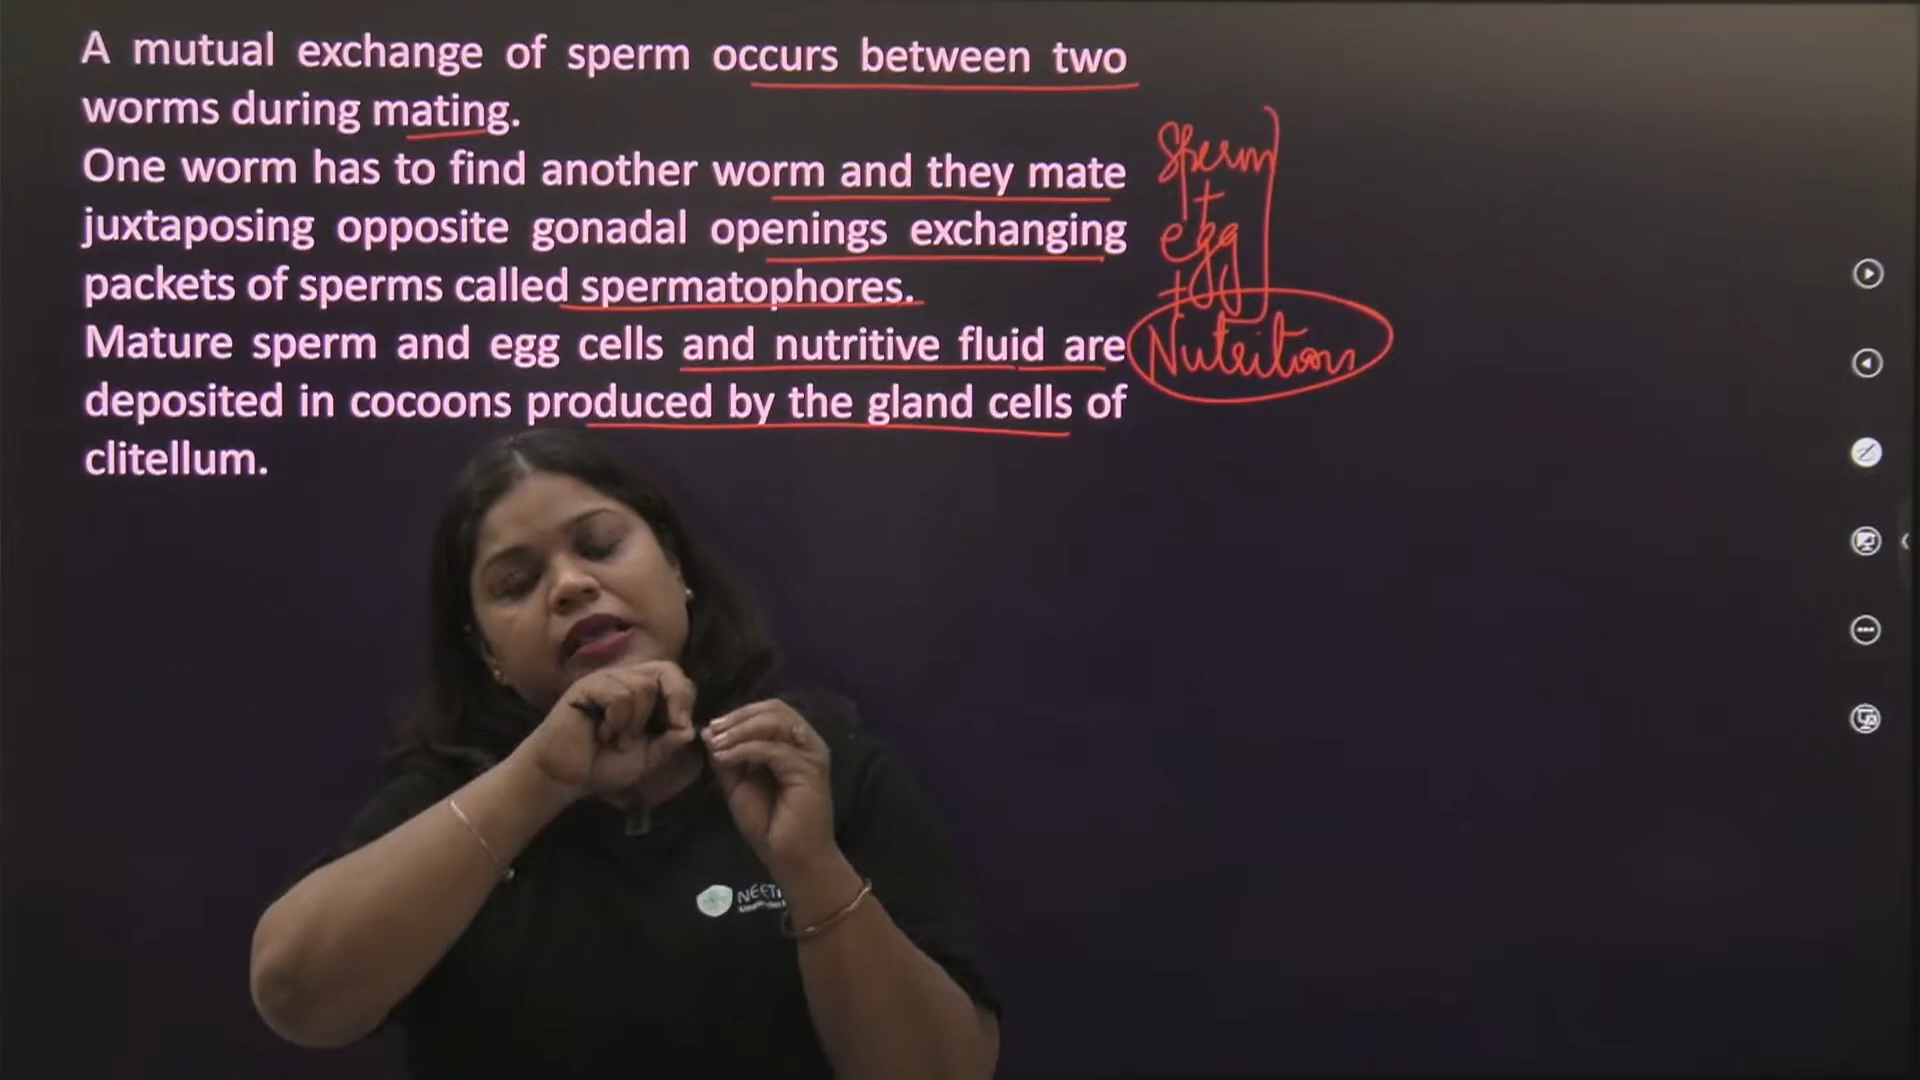 A mutual exchange of sperm occurs between two
worms during mating.
One worm has to find another worm and they mate
juxtaposing opposite gonadal openings exchanging
packets of sperms called spermatophores.
Mature sperm and egg cells and nutritive fluid are
deposited in cocoons produced by the gland cells of
clitellum.
Sperm
+
egg
+
Nutrition
NEET